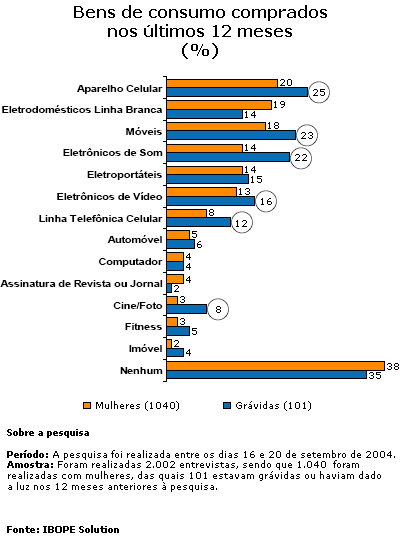 Bens de consumo comprados
nos últimos 12 meses
(%)
Aparelho Celular 20 25
Eletrodomésticos Linha Branca 19 14
Móveis 18 23
Eletrônicos de Som 14 22
Eletroportáteis 14 15
Eletrônicos de Vídeo 13 16
Linha Telefônica Celular 8 12
Automóvel 5 6
Computador 4 4
Assinatura de Revista ou Jornal 4 2
Cine/Foto 3 8
Fitness 3 5
Imóvel 2 4
Nenhum 38 35
Mulheres (1040) Grávidas (101)
Sobre a pesquisa
Período: A pesquisa foi realizada entre os dias 16 e 20 de setembro de 2004.
Amostra: Foram realizadas 2.002 entrevistas, sendo que 1.040 foram
realizadas com mulheres, das quais 101 estavam grávidas ou haviam dado
a luz nos 12 meses anteriores à pesquisa.
Fonte: IBOPE Solution